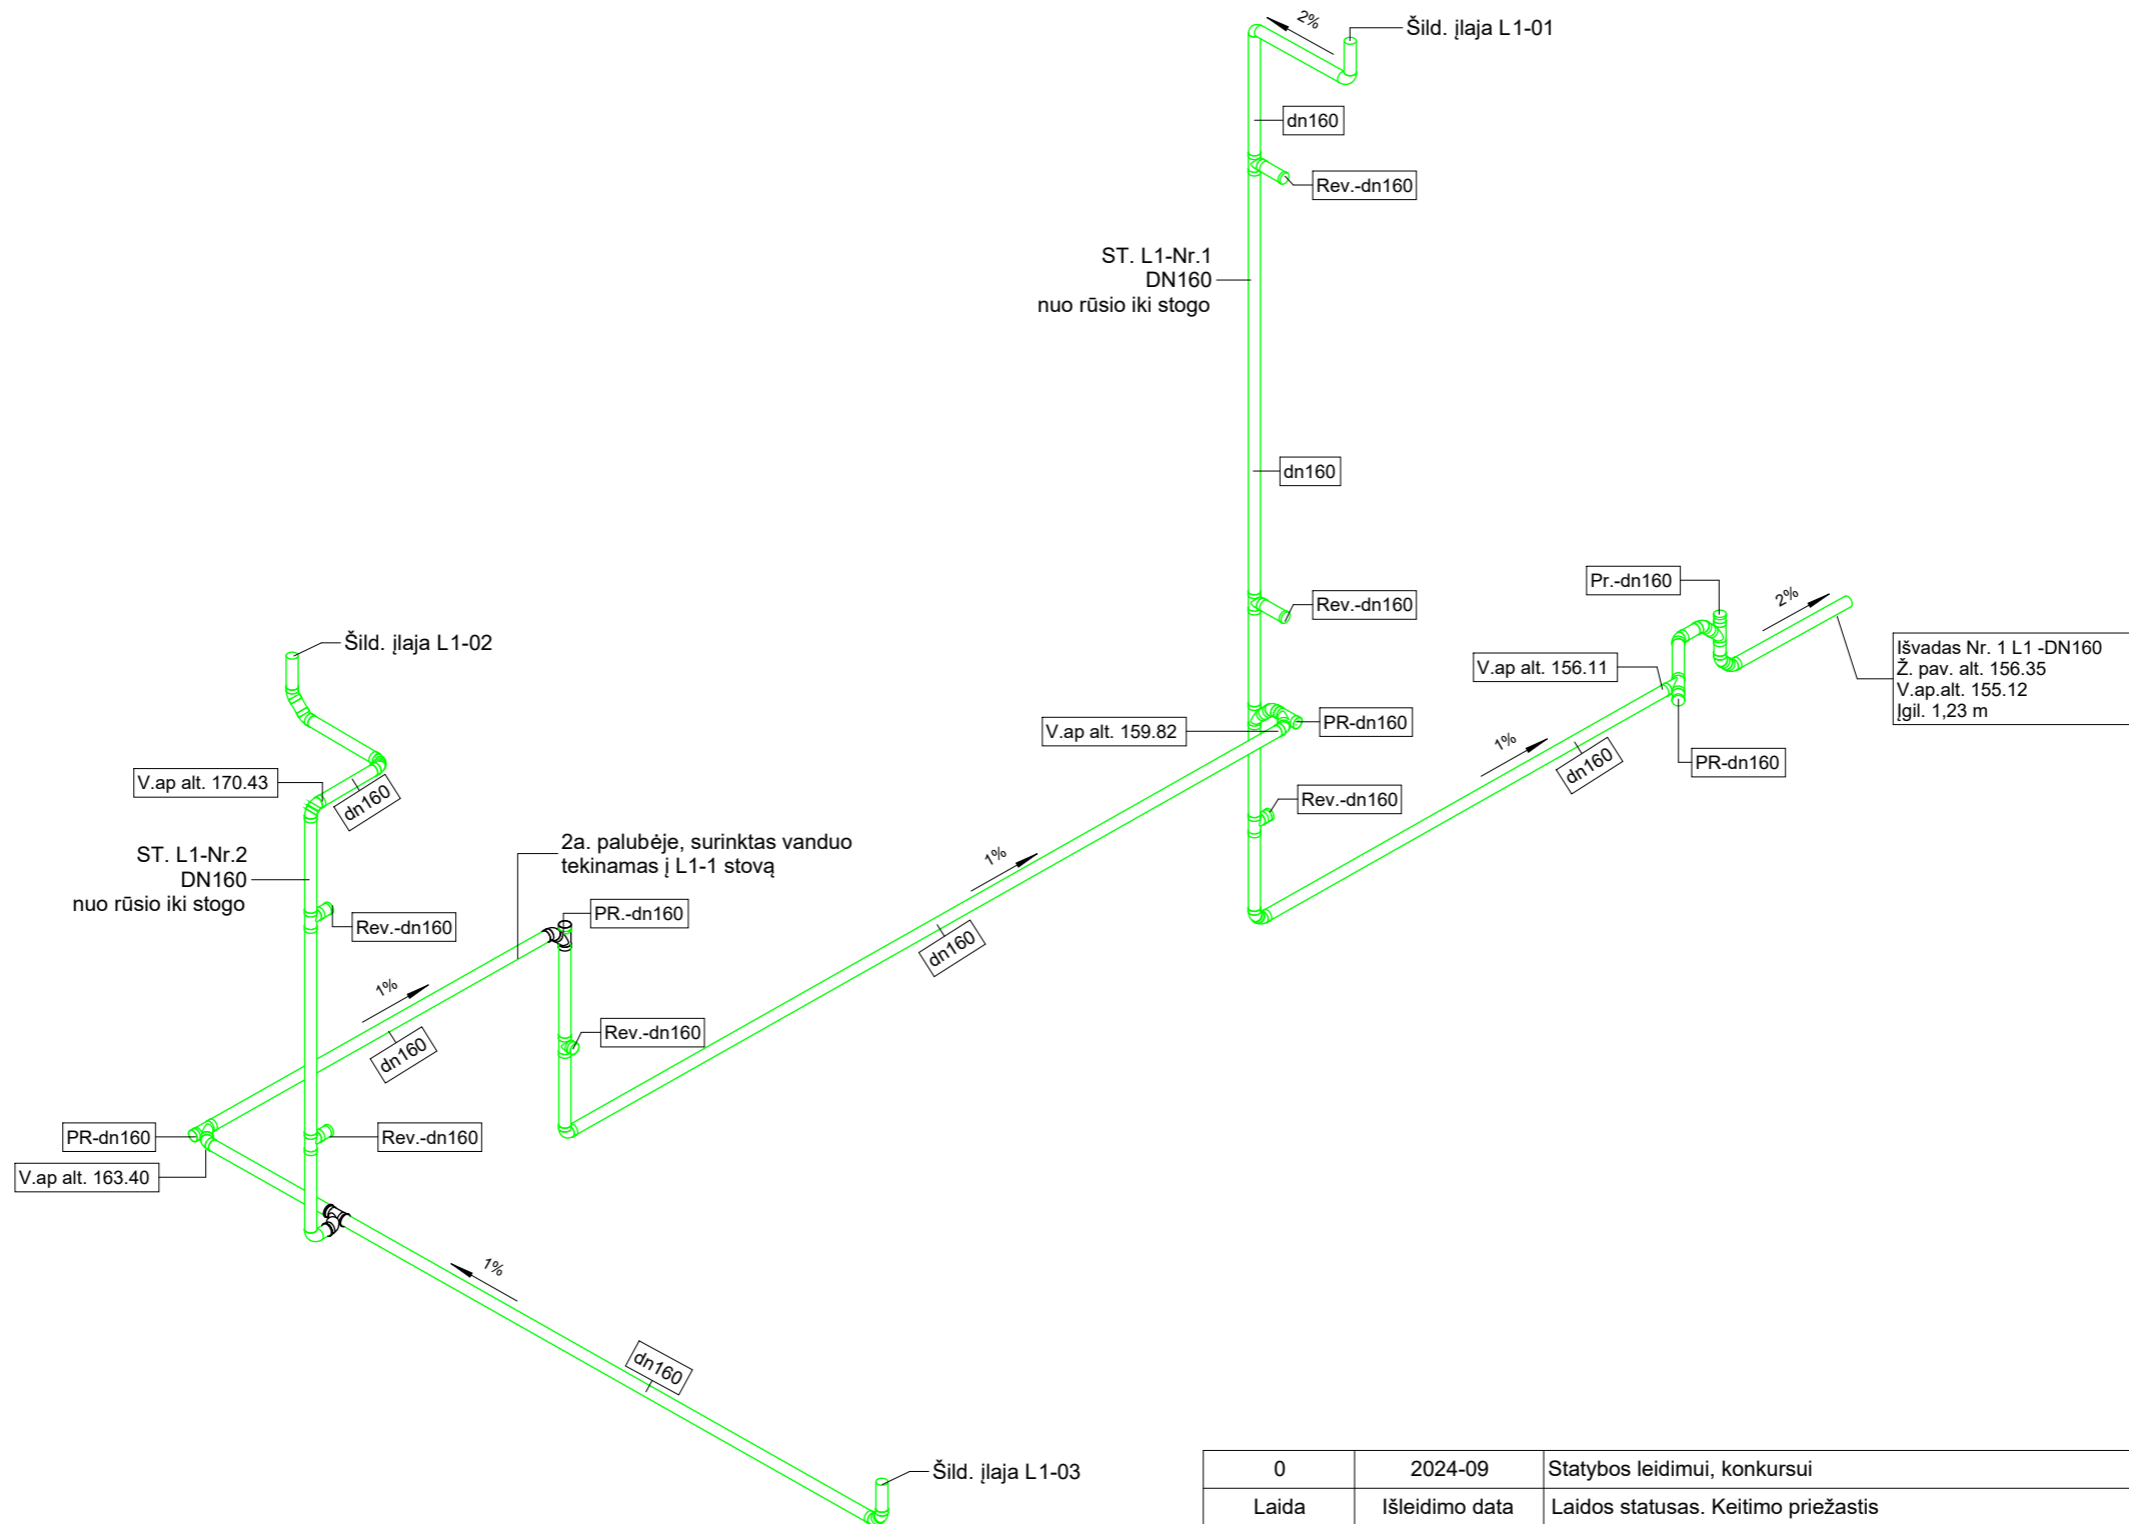 2%
Šild. įlaja L1-01
dn160
Rev.-dn160
ST. L1-Nr.1
DN160
nuo rūsio iki stogo
dn160
Pr.-dn160
2%
Rev.-dn160
Išvadas Nr. 1 L1 -DN160
Ž. pav. alt. 156.35
V.ap.alt. 155.12
Įgil. 1,23 m
V.ap alt. 156.11
Šild. įlaja L1-02
V.ap alt. 159.82
PR-dn160
1%
dn160
PR-dn160
V.ap alt. 170.43
dn160
Rev.-dn160
2a. palubėje, surinktas vanduo
tekinamas į L1-1 stovą
1%
ST. L1-Nr.2
DN160
nuo rūsio iki stogo
Rev.-dn160
PR.-dn160
dn160
1%
dn160
Rev.-dn160
PR-dn160
Rev.-dn160
V.ap alt. 163.40
1%
dn160
Šild. įlaja L1-03
0 2024-09 Statybos leidimui, konkursui
Laida Išleidimo data Laidos statusas. Keitimo priežastis